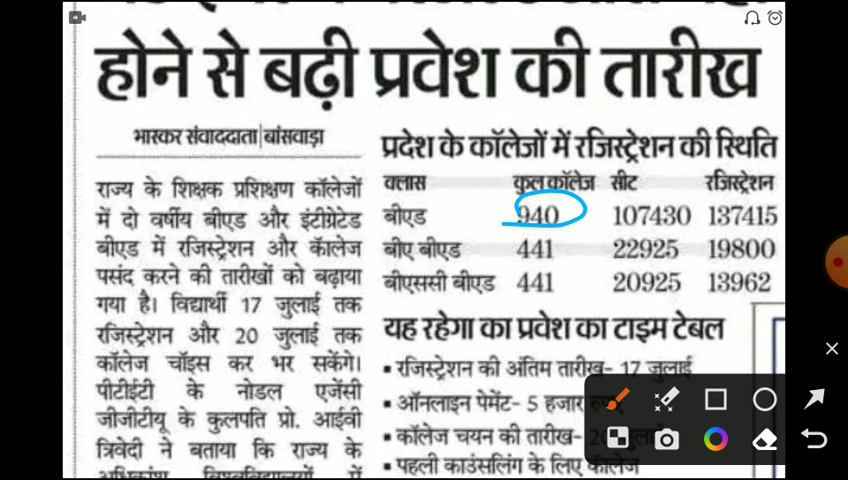 होने से बढ़ी प्रवेश की तारीख
भास्कर संवाददाता|बांसवाड़ा
राज्य के शिक्षक प्रशिक्षण कॉलेजों
में दो वर्षीय बीएड और इंटीग्रेटेड
बीएड में रजिस्ट्रेशन और कॅालेज
पसंद करने की तारीखों को बढ़ाया
गया है। विद्यार्थी 17 जुलाई तक
रजिस्ट्रेशन और 20 जुलाई तक
कॉलेज चॉइस कर भर सकेंगे।
पीटीईटी के नोडल एजेंसी
जीजीटीयू के कुलपति प्रो. आईवी
त्रिवेदी ने बताया कि राज्य के
प्रदेश के कॉलेजों में रजिस्ट्रेशन की स्थिति
क्लास कुल कॉलेज सीट रजिस्ट्रेशन
बीएड 940 107430 137415
बीए बीएड 441 22925 19800
बीएससी बीएड 441 20925 13962
यह रहेगा का प्रवेश का टाइम टेबल
▪ रजिस्ट्रेशन की अंतिम तारीख- 17 जुलाई
▪ ऑनलाइन पेमेंट- 5 हजार
▪ कॉलेज चयन की तारीख-
▪ पहली काउंसलिंग के लिए कॅालेज